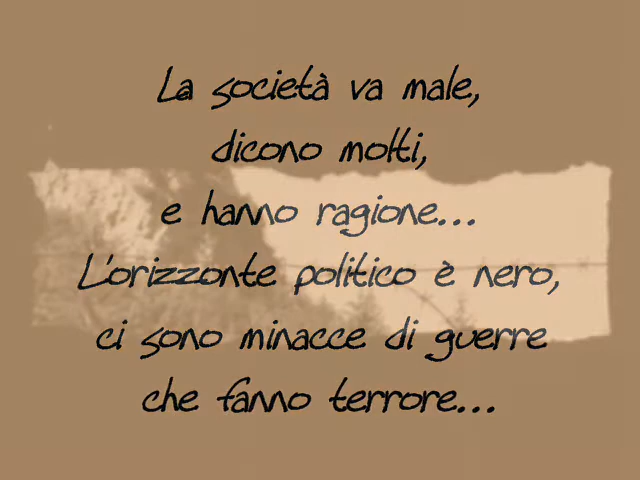 La società va male,
dicono molti,
e hanno ragione...
L'orizzonte politico è nero,
ci sono minacce di guerre
che fanno terrore...